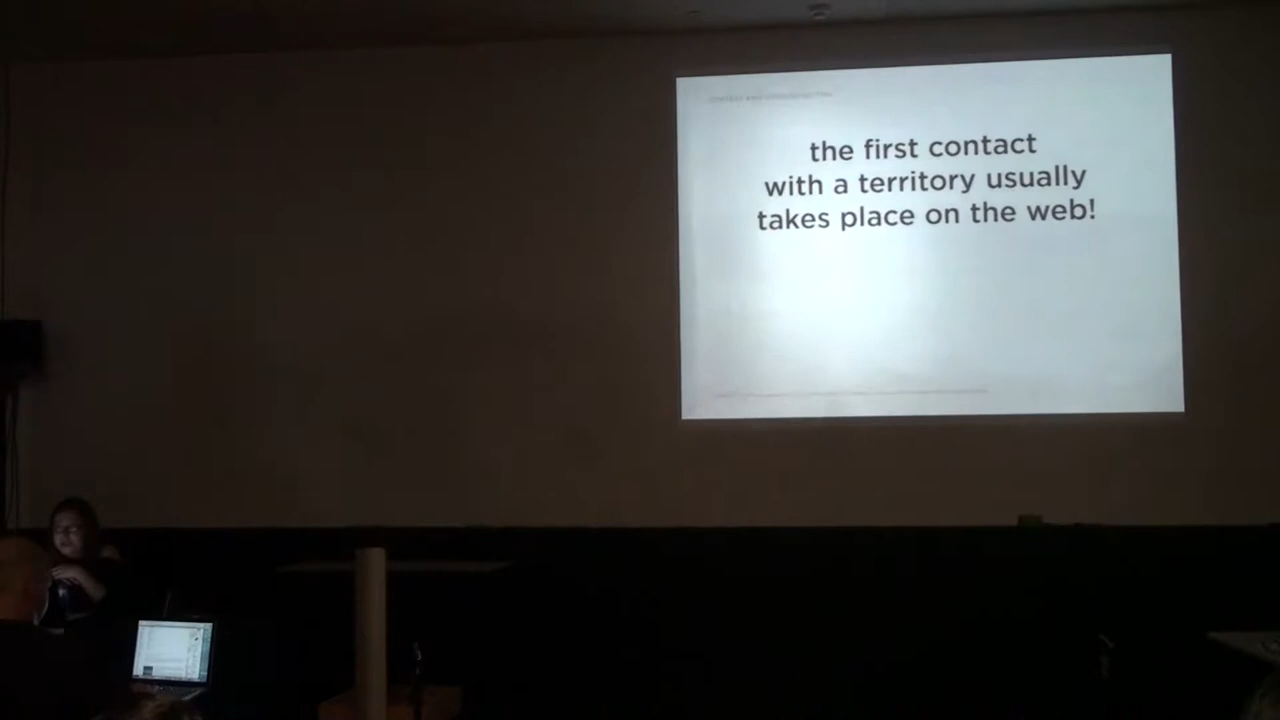 the first contact
with a territory usually
takes place on the web!